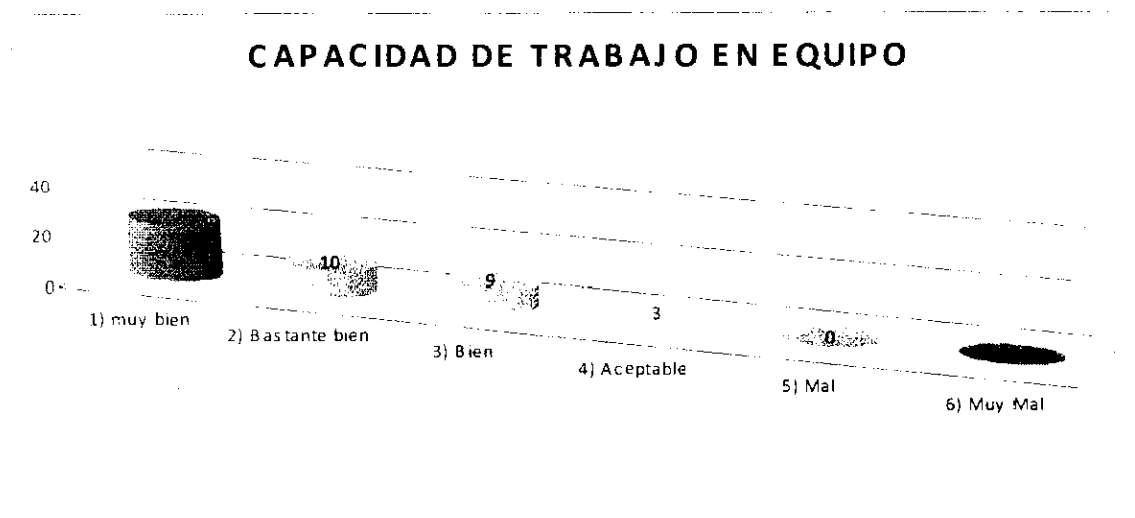 CAPACIDAD DE TRABAJO EN EQUIPO
40
20
0
10
9
3
0
1) muy bien
2) Bastante bien
3) Bien
4) Aceptable
5) Mal
6) Muy Mal